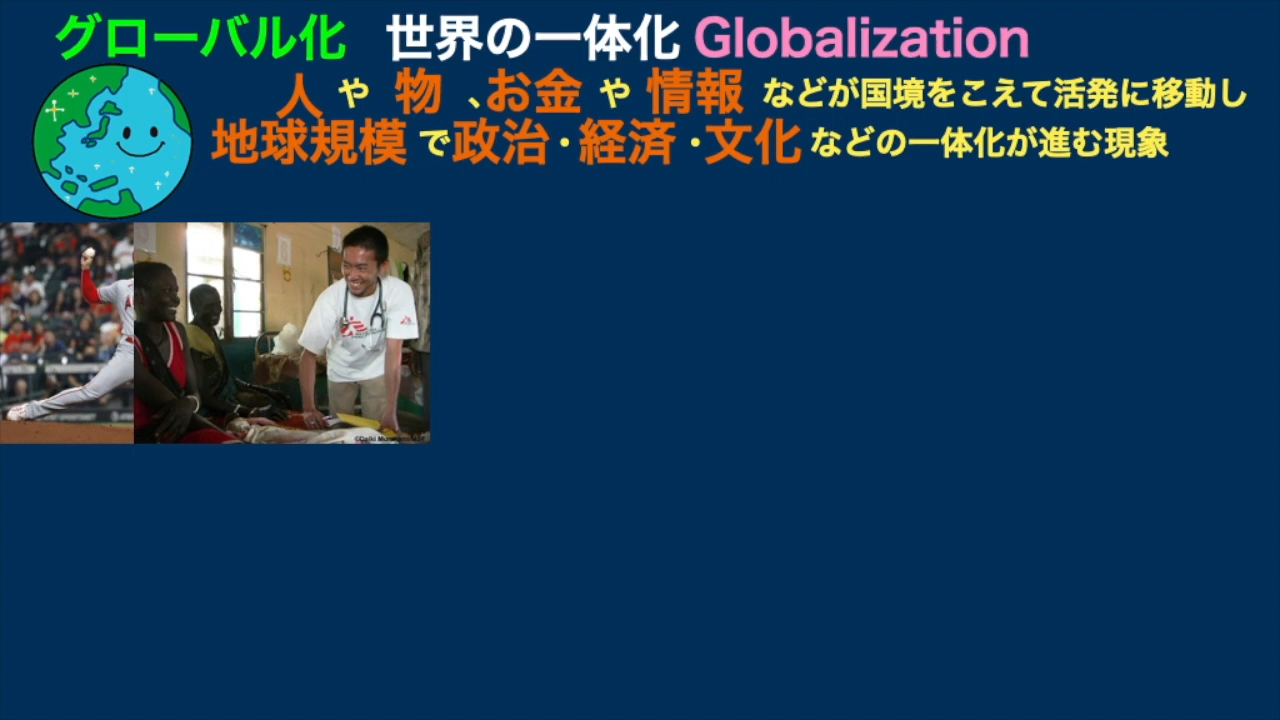 グローバル化 世界の一体化 Globalization
人や物、お金や情報などが国境をこえて活発に移動し
地球規模で政治・経済・文化などの一体化が進む現象